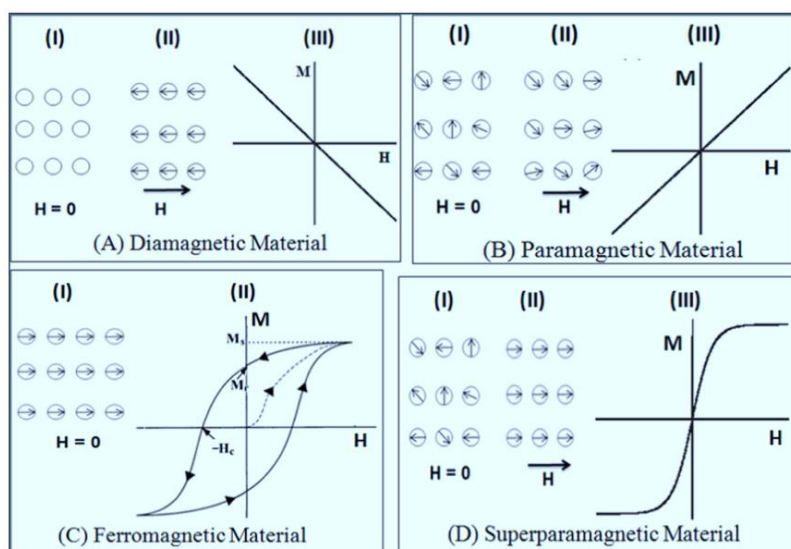 (I) (II) (III)
M
H
H = 0 H
(A) Diamagnetic Material
(I) (II) (III)
M
H
H = 0 H
(B) Paramagnetic Material
(I) (II)
M
Ms
Mr
H
−Hc
H = 0
(C) Ferromagnetic Material
(I) (II) (III)
M
H
H = 0 H
(D) Superparamagnetic Material